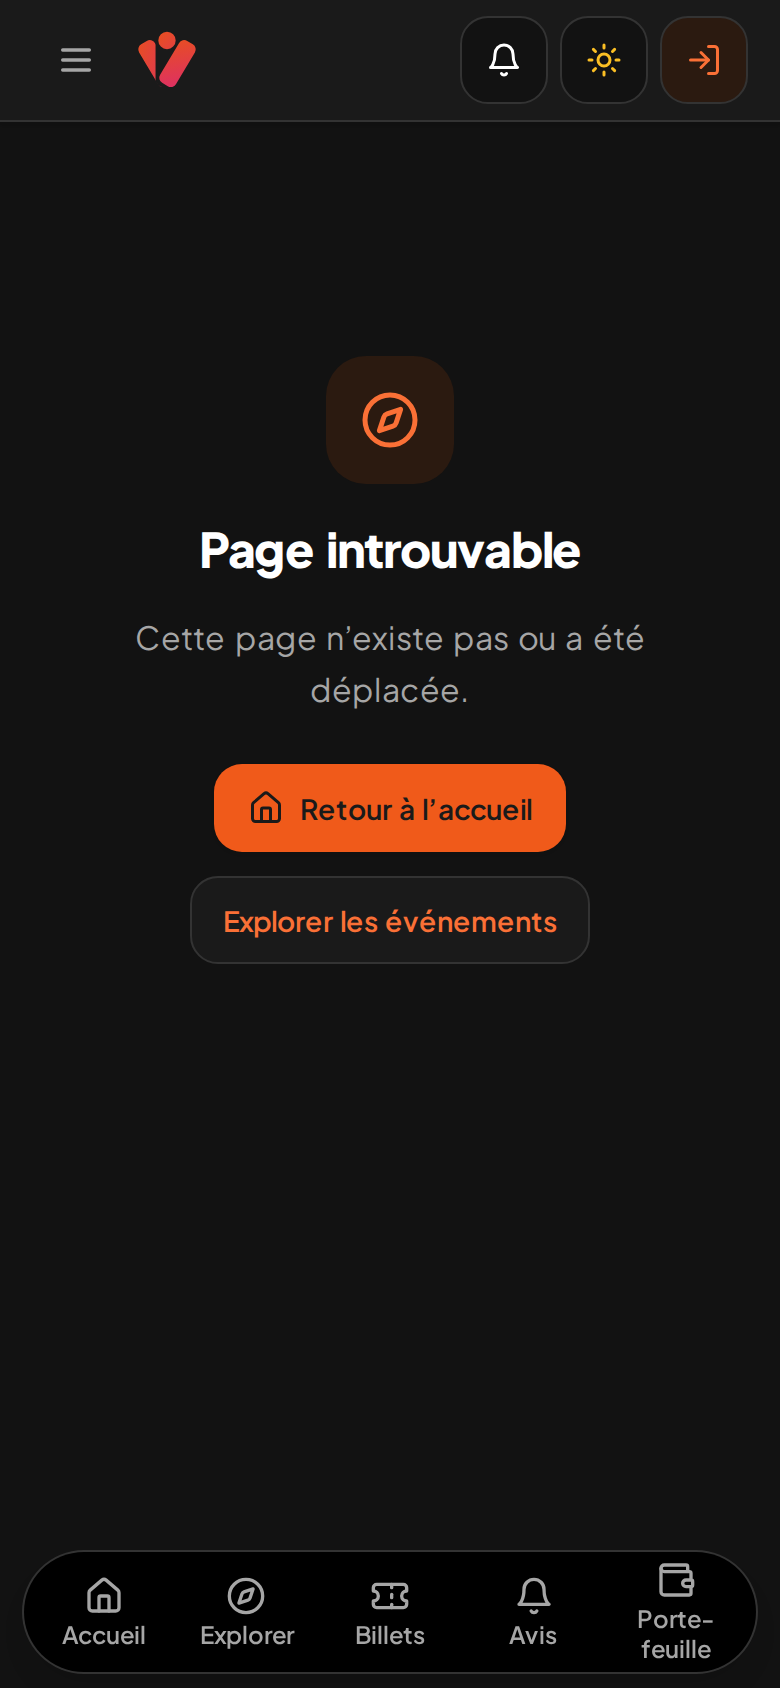 Page introuvable
Cette page n’existe pas ou a été
déplacée.
Retour à l’accueil
Explorer les événements
Accueil
Explorer
Billets
Avis
Porte-
feuille